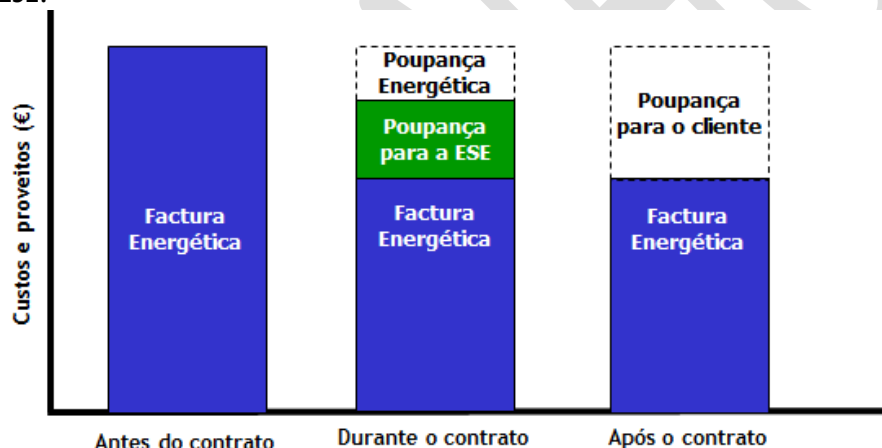 Poupança
Energética
Poupança
para a ESE
Poupança
para o cliente
Factura
Energética
Factura
Energética
Factura
Energética
Custos e proveitos (€)
Antes do contrato
Durante o contrato
Após o contrato